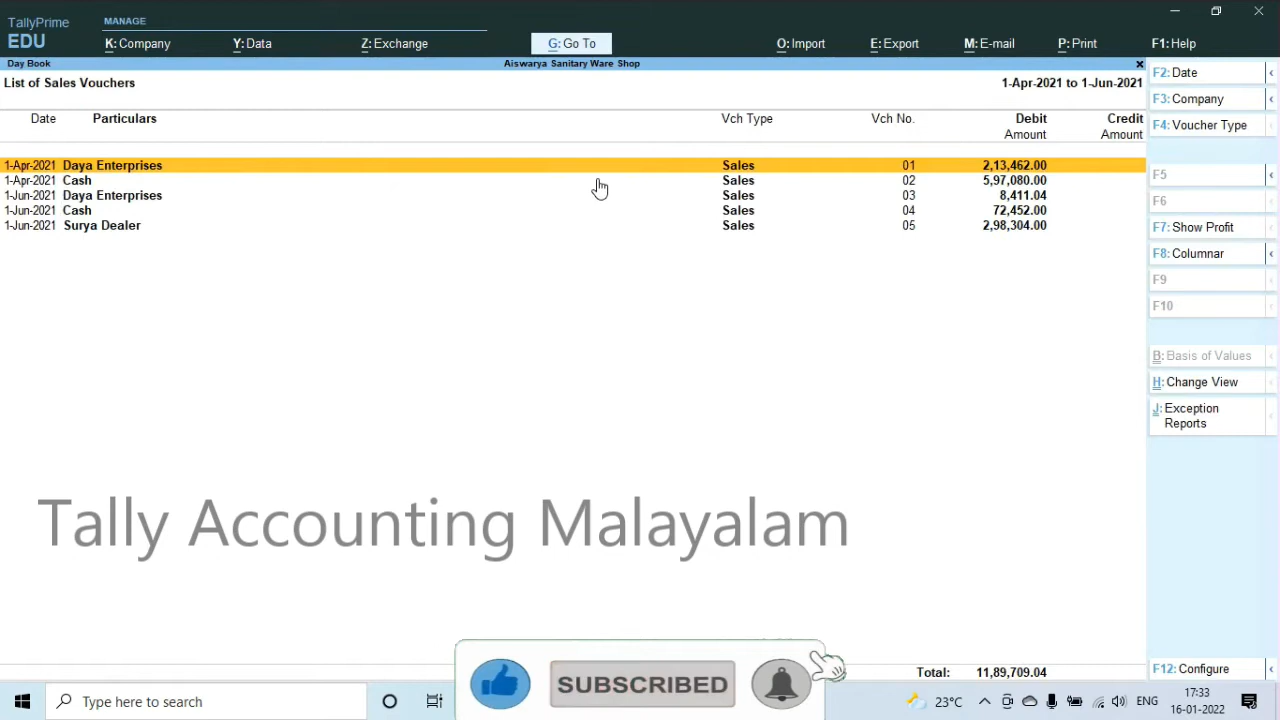 TallyPrime
EDU
MANAGE
K: Company Y: Data Z: Exchange G: Go To O: Import E: Export M: E-mail P: Print F1: Help
Day Book Aiswarya Sanitary Ware Shop ×
List of Sales Vouchers 1-Apr-2021 to 1-Jun-2021
Date Particulars Vch Type Vch No. Debit Credit
Amount Amount
1-Apr-2021 Daya Enterprises Sales 01 2,13,462.00
1-Apr-2021 Cash Sales 02 5,97,080.00
1-Jun-2021 Daya Enterprises Sales 03 8,411.04
1-Jun-2021 Cash Sales 04 72,452.00
1-Jun-2021 Surya Dealer Sales 05 2,98,304.00
F2: Date
F3: Company
F4: Voucher Type
F5
F6
F7: Show Profit
F8: Columnar
F9
F10
B: Basis of Values
H: Change View
J: Exception
Reports
Tally Accounting Malayalam
SUBSCRIBED
Total: 11,89,709.04
F12: Configure
Type here to search
23°C
ENG
17:33
16-01-2022